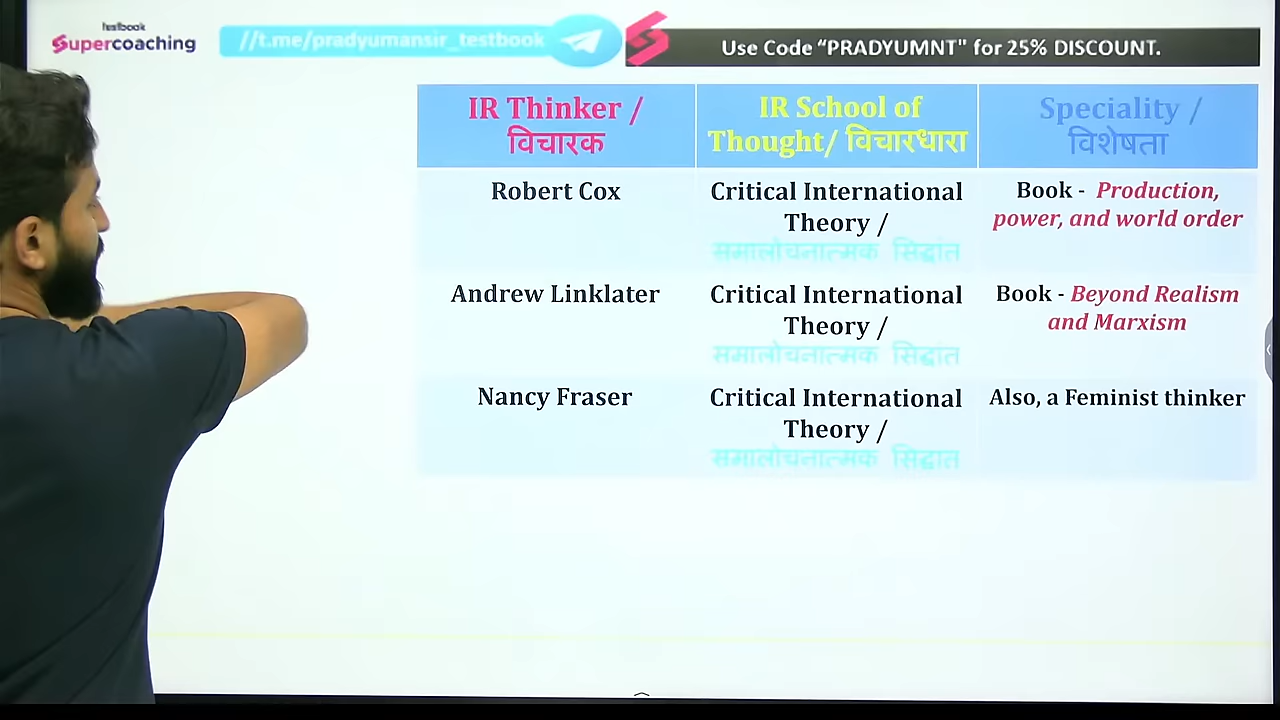 testbook
Supercoaching
//t.me/pradyumansir_testbook
Use Code “PRADYUMNT" for 25% DISCOUNT.
IR Thinker /
विचारक
IR School of
Thought/ विचारधारा
Speciality /
विशेषता
Robert Cox
Critical International
Theory /
समालोचनात्मक सिद्धांत
Book - Production,
power, and world order
Andrew Linklater
Critical International
Theory /
समालोचनात्मक सिद्धांत
Book - Beyond Realism
and Marxism
Nancy Fraser
Critical International
Theory /
समालोचनात्मक सिद्धांत
Also, a Feminist thinker